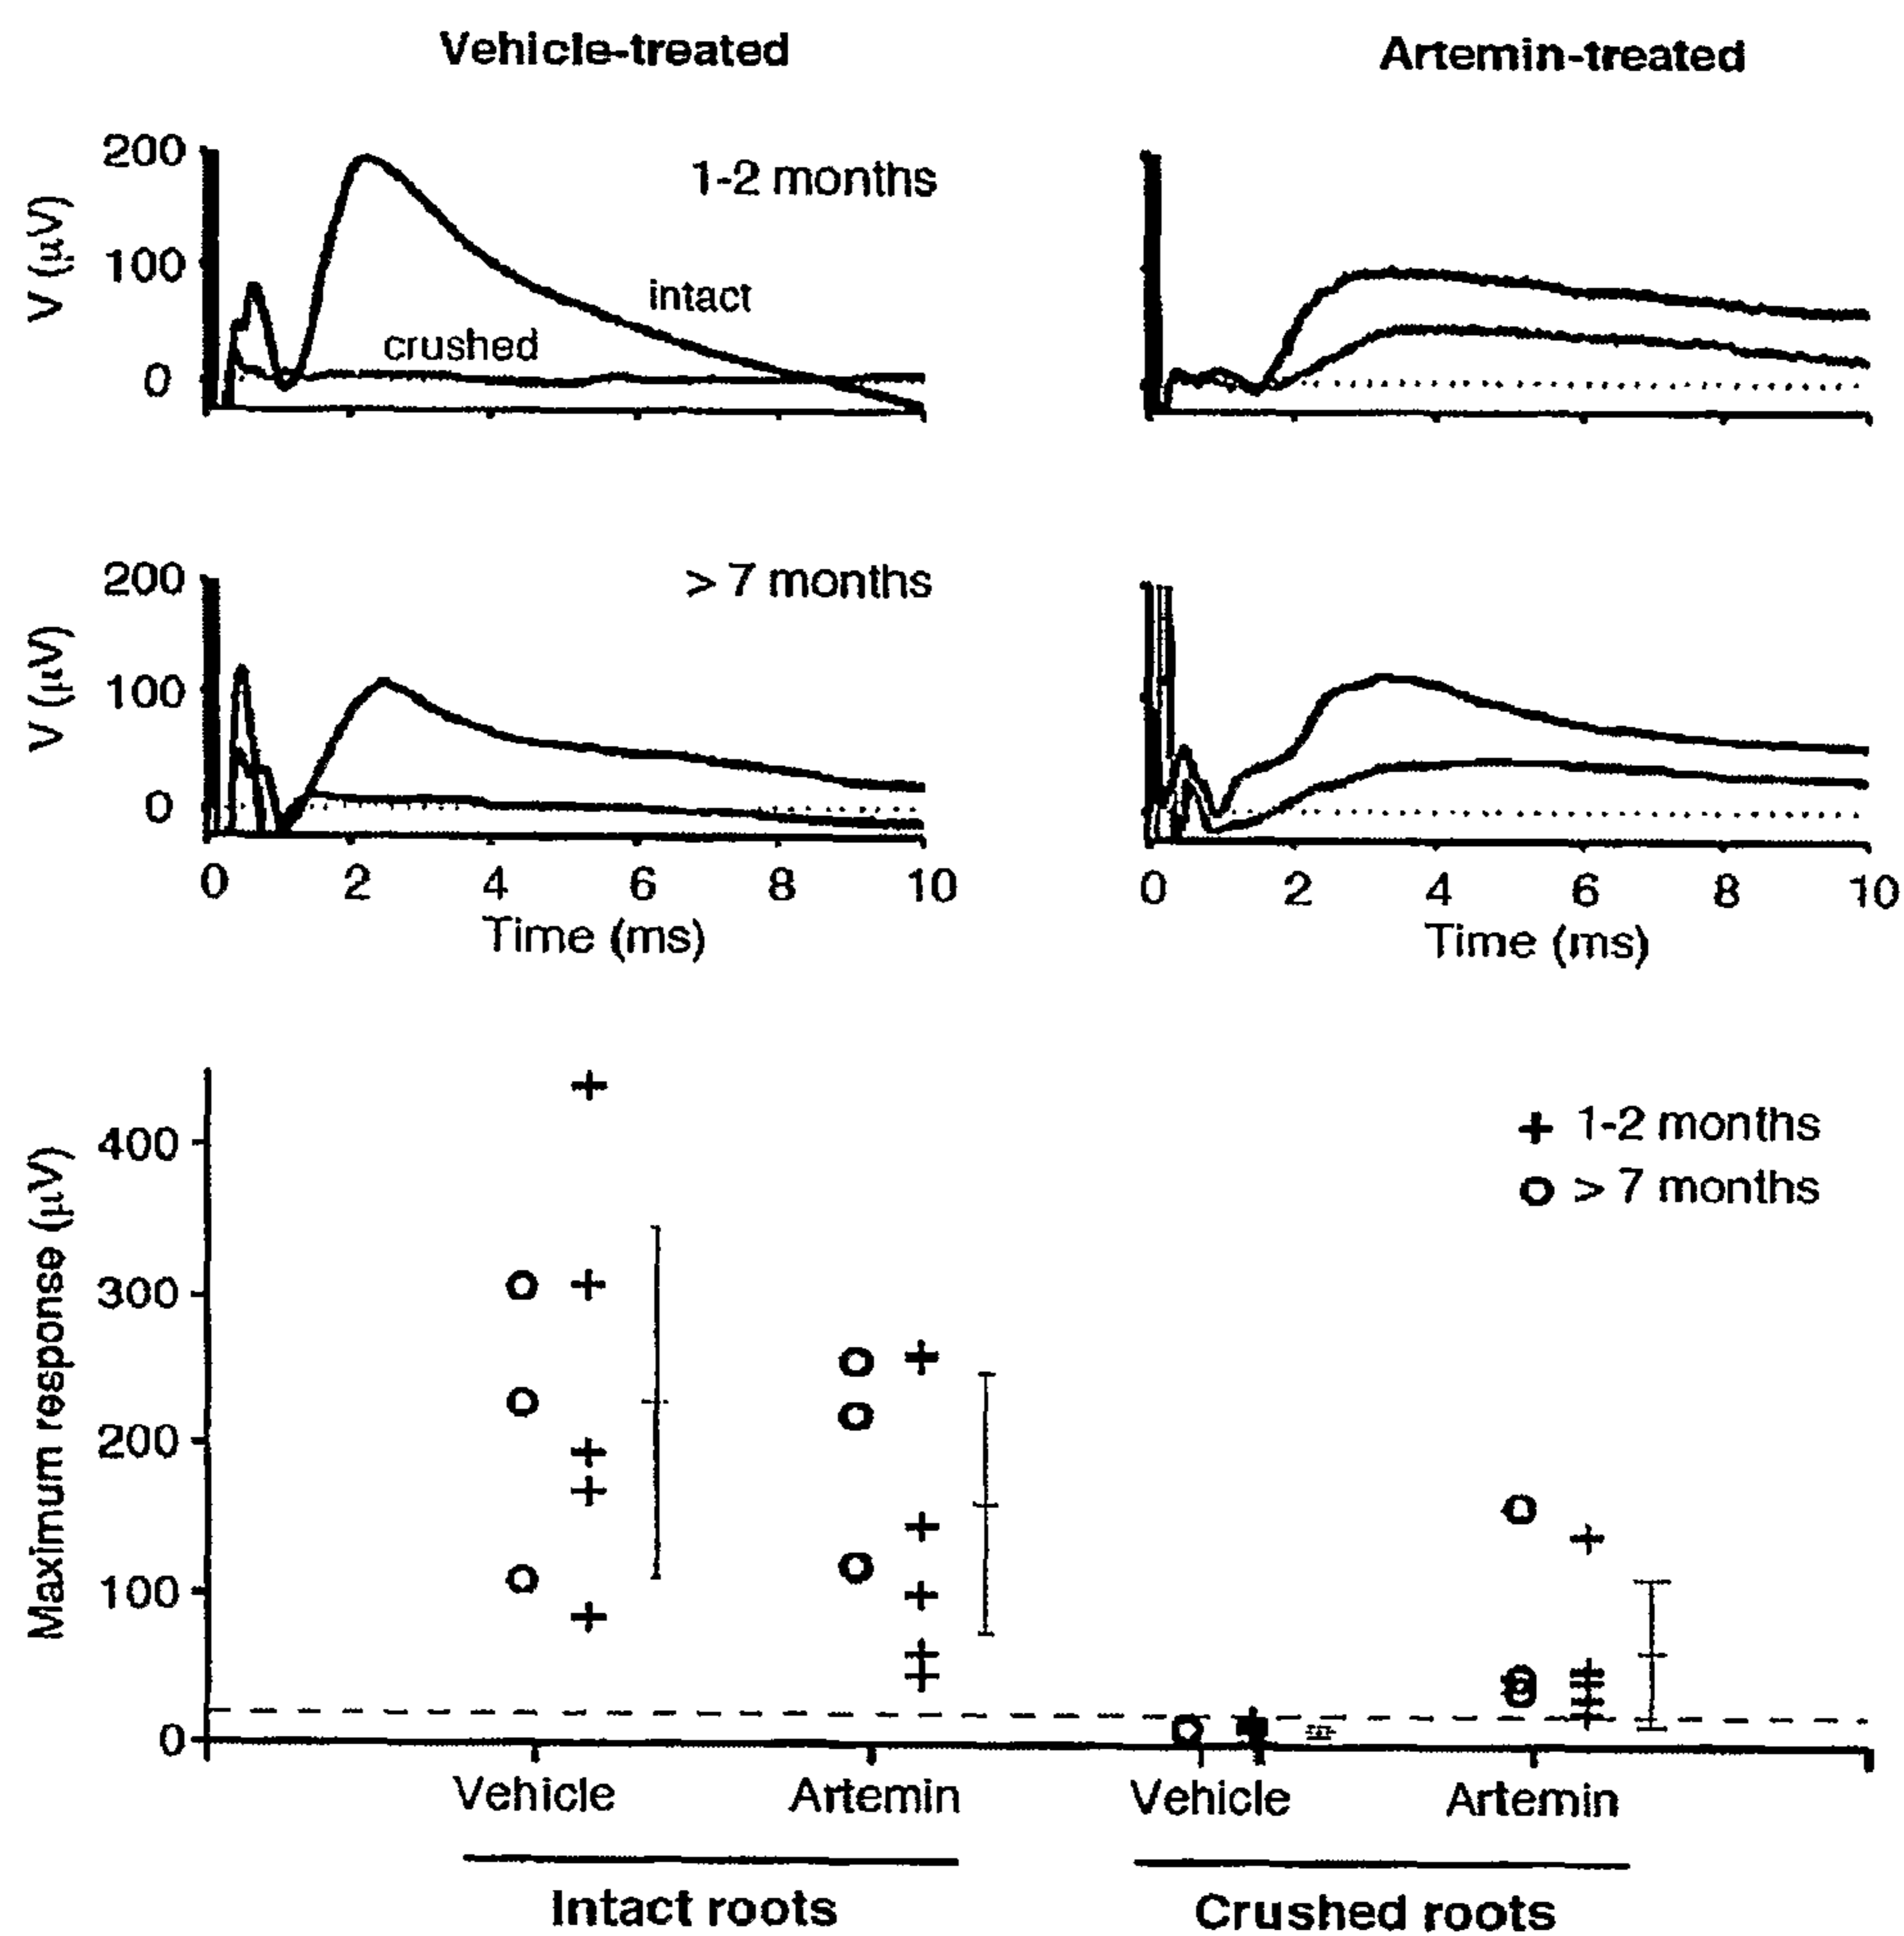 Vehicle-treated
Artemin-treated
200
100
0
V (µV)
1-2 months
intact
crushed
200
100
0
V (µV)
> 7 months
0 2 4 6 8 10
Time (ms)
0 2 4 6 8 10
Time (ms)
400
300
200
100
0
Maximum response (µV)
+ 1-2 months
o > 7 months
Vehicle Artemin Vehicle Artemin
Intact roots Crushed roots